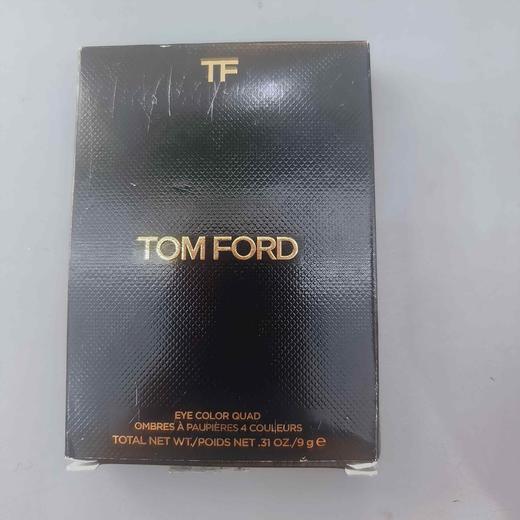 TF
TOM FORD
EYE COLOR QUAD
OMBRES À PAUPIÈRES 4 COULEURS
TOTAL NET WT./POIDS NET .31 OZ./9 g ℮